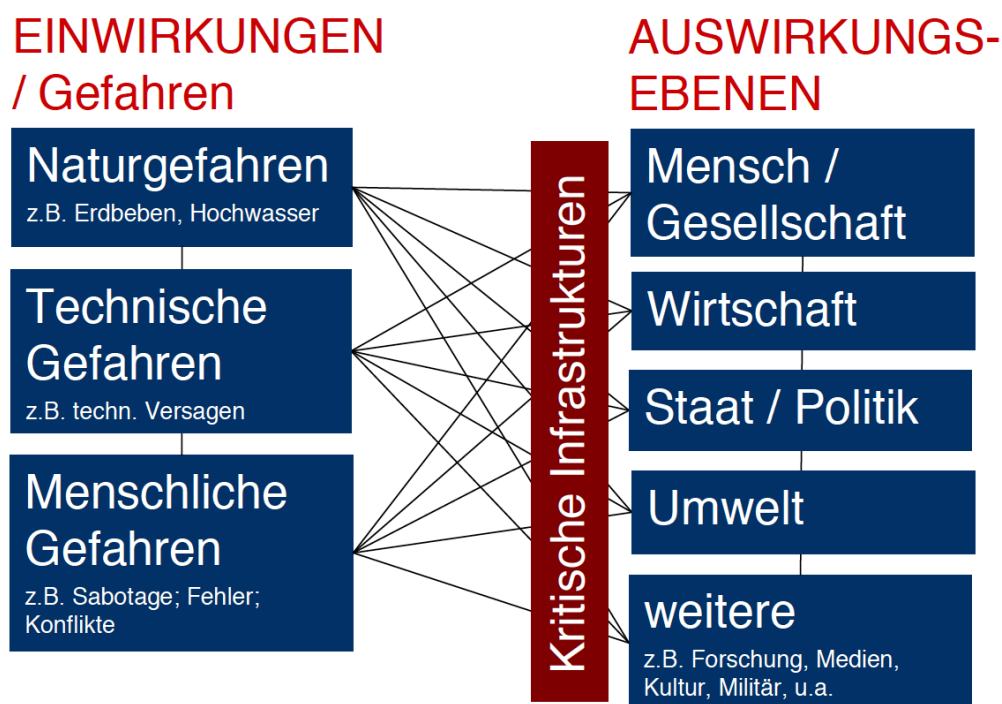 EINWIRKUNGEN
/ Gefahren
Naturgefahren
z.B. Erdbeben, Hochwasser
Technische
Gefahren
z.B. techn. Versagen
Menschliche
Gefahren
z.B. Sabotage; Fehler;
Konflikte
Kritische Infrastrukturen
AUSWIRKUNGS-
EBENEN
Mensch /
Gesellschaft
Wirtschaft
Staat / Politik
Umwelt
weitere
z.B. Forschung, Medien,
Kultur, Militär, u.a.